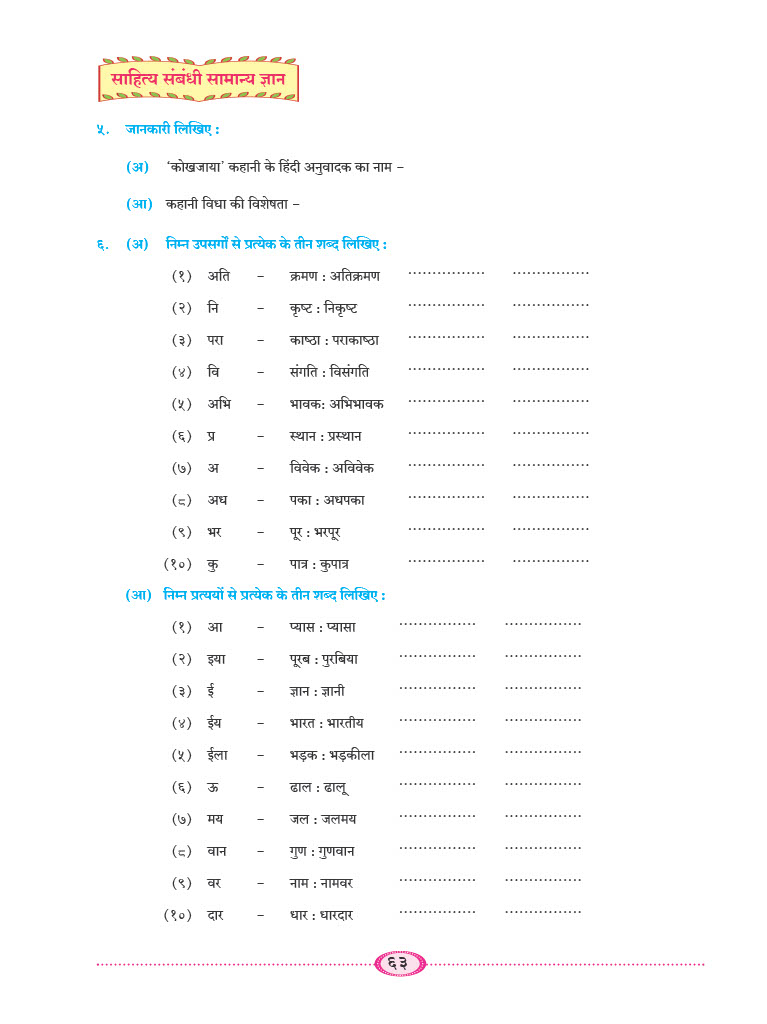 साहित्य संबंधी सामान्य ज्ञान
५. जानकारी लिखिए :
(अ) ‘कोखजाया’ कहानी के हिंदी अनुवादक का नाम –
(आ) कहानी विधा की विशेषता –
६. (अ) निम्न उपसर्गों से प्रत्येक के तीन शब्द लिखिए :
(१) अति – क्रमण : अतिक्रमण ................ ................
(२) नि – कृष्ट : निकृष्ट ................ ................
(३) परा – काष्ठा : पराकाष्ठा ................ ................
(४) वि – संगति : विसंगति ................ ................
(५) अभि – भावक: अभिभावक ................ ................
(६) प्र – स्थान : प्रस्थान ................ ................
(७) अ – विवेक : अविवेक ................ ................
(८) अध – पका : अधपका ................ ................
(९) भर – पूर : भरपूर ................ ................
(१०) कु – पात्र : कुपात्र ................ ................
(आ) निम्न प्रत्ययों से प्रत्येक के तीन शब्द लिखिए :
(१) आ – प्यास : प्यासा ................ ................
(२) इया – पूरब : पुरबिया ................ ................
(३) ई – ज्ञान : ज्ञानी ................ ................
(४) ईय – भारत : भारतीय ................ ................
(५) ईला – भड़क : भड़कीला ................ ................
(६) ऊ – ढाल : ढालू ................ ................
(७) मय – जल : जलमय ................ ................
(८) वान – गुण : गुणवान ................ ................
(९) वर – नाम : नामवर ................ ................
(१०) दार – धार : धारदार ................ ................
६३